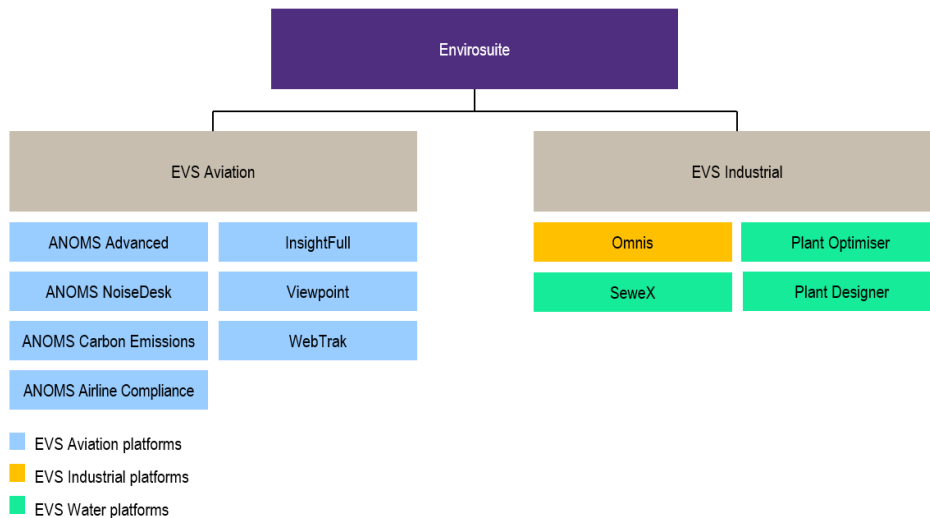 Envirosuite
EVS Aviation
EVS Industrial
ANOMS Advanced
InsightFull
Omnis
Plant Optimiser
ANOMS NoiseDesk
Viewpoint
SeweX
Plant Designer
ANOMS Carbon Emissions
WebTrak
ANOMS Airline Compliance
EVS Aviation platforms
EVS Industrial platforms
EVS Water platforms